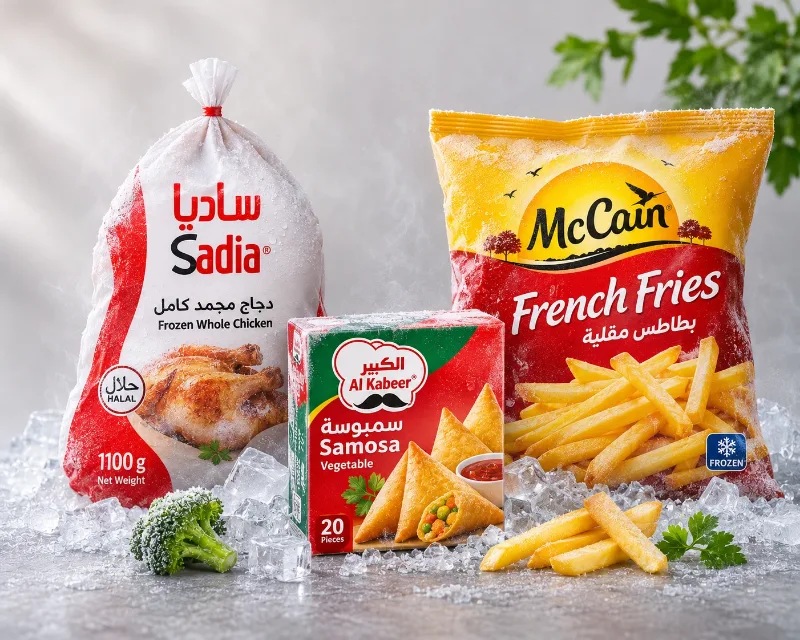 ساديا
Sadia®
دجاج مجمد كامل
Frozen Whole Chicken
حلال
HALAL
1100 g
Net Weight
الكبير
Al Kabeer®
سمبوسة
Samosa
Vegetable
20
Pieces
McCain®
French Fries
بطاطس مقلية
FROZEN